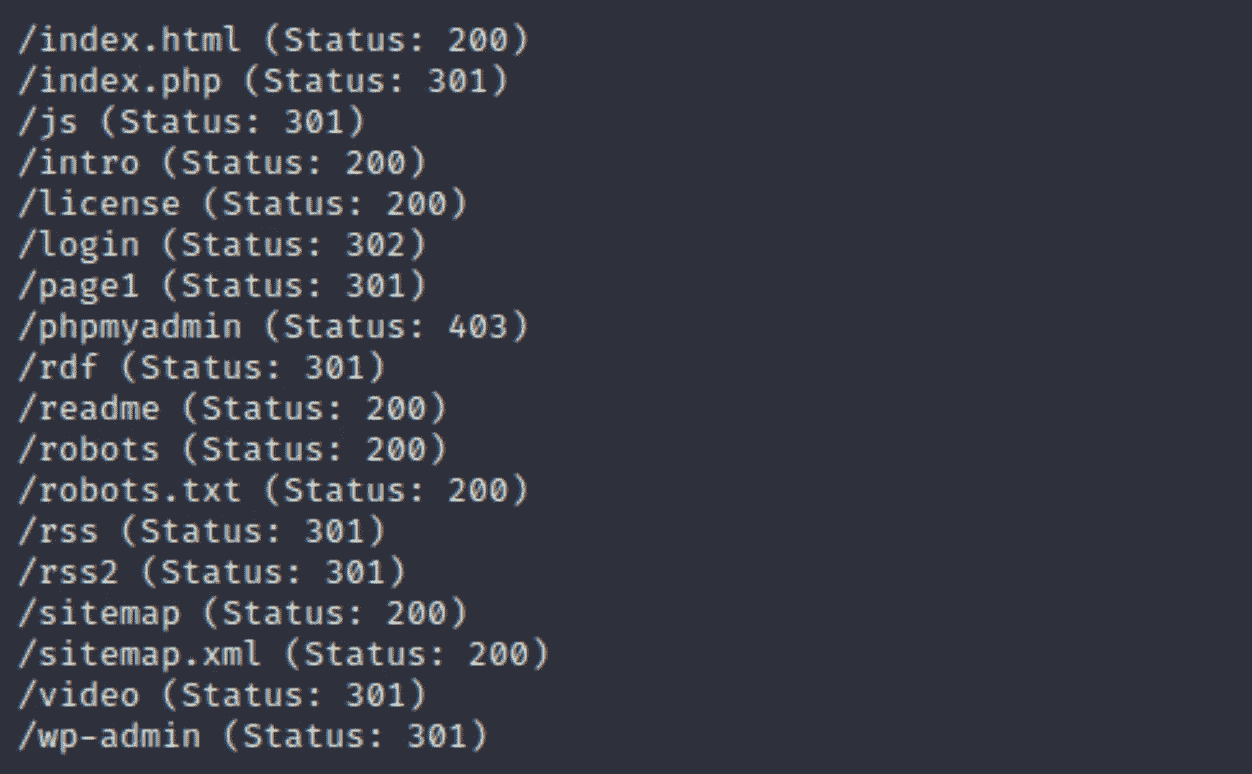 /index.html (Status: 200)
/index.php (Status: 301)
/js (Status: 301)
/intro (Status: 200)
/license (Status: 200)
/login (Status: 302)
/page1 (Status: 301)
/phpmyadmin (Status: 403)
/rdf (Status: 301)
/readme (Status: 200)
/robots (Status: 200)
/robots.txt (Status: 200)
/rss (Status: 301)
/rss2 (Status: 301)
/sitemap (Status: 200)
/sitemap.xml (Status: 200)
/video (Status: 301)
/wp-admin (Status: 301)